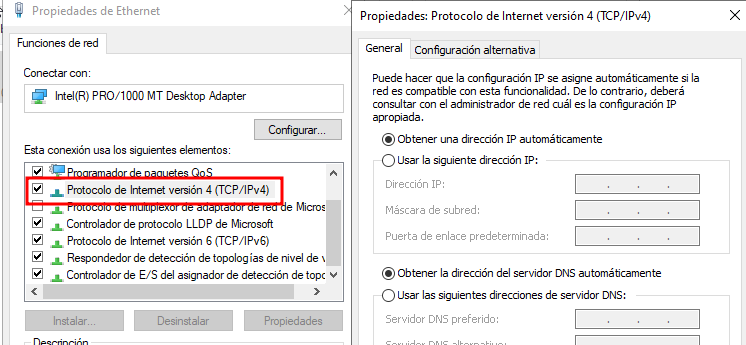 Propiedades de Ethernet
Funciones de red
Conectar con:
Intel(R) PRO/1000 MT Desktop Adapter
Configurar...
Esta conexión usa los siguientes elementos:
Programador de paquetes QoS
Protocolo de Internet versión 4 (TCP/IPv4)
Protocolo de multiplexor de adaptador de red de Micros
Controlador de protocolo LLDP de Microsoft
Protocolo de Internet versión 6 (TCP/IPv6)
Respondedor de detección de topologías de nivel de v
Controlador de E/S del asignador de detección de topo
Instalar...
Desinstalar
Propiedades
Descripción
Propiedades: Protocolo de Internet versión 4 (TCP/IPv4)
General
Configuración alternativa
Puede hacer que la configuración IP se asigne automáticamente si la
red es compatible con esta funcionalidad. De lo contrario, deberá
consultar con el administrador de red cuál es la configuración IP
apropiada.
Obtener una dirección IP automáticamente
Usar la siguiente dirección IP:
Dirección IP:
Máscara de subred:
Puerta de enlace predeterminada:
Obtener la dirección del servidor DNS automáticamente
Usar las siguientes direcciones de servidor DNS:
Servidor DNS preferido:
Servidor DNS alternativo: